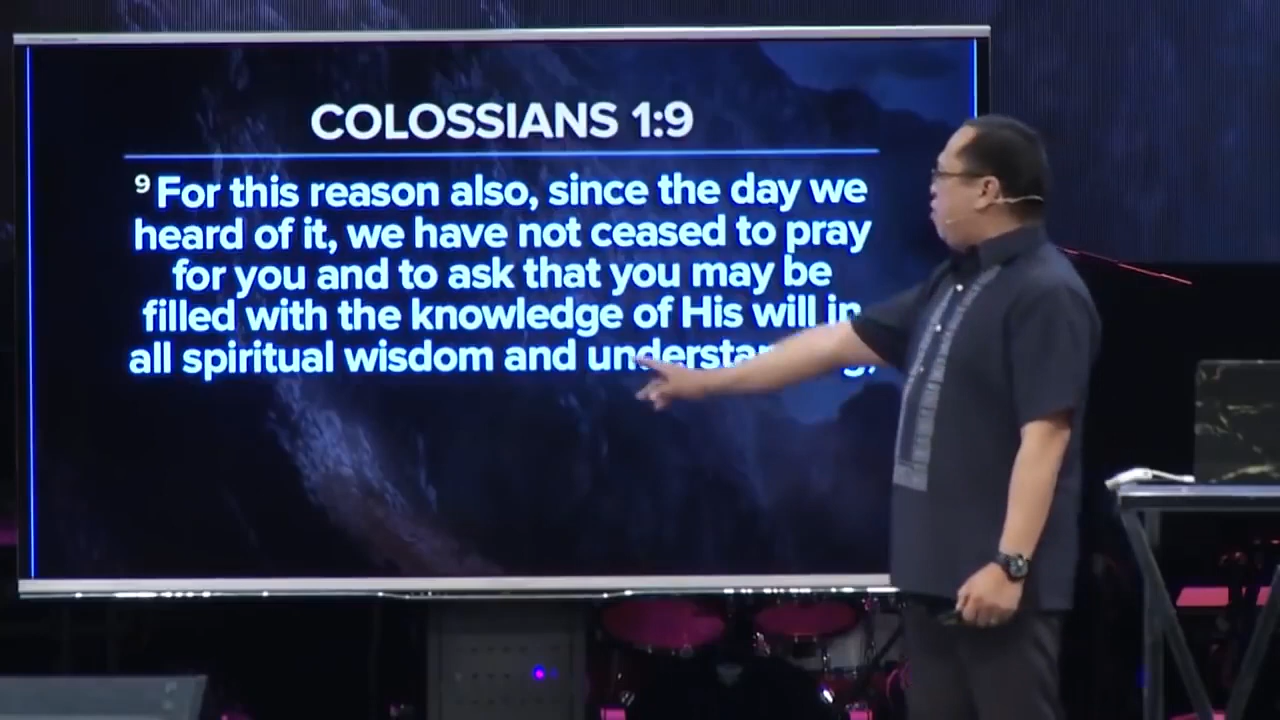 COLOSSIANS 1:9
9 For this reason also, since the day we
heard of it, we have not ceased to pray
for you and to ask that you may be
filled with the knowledge of His will in
all spiritual wisdom and